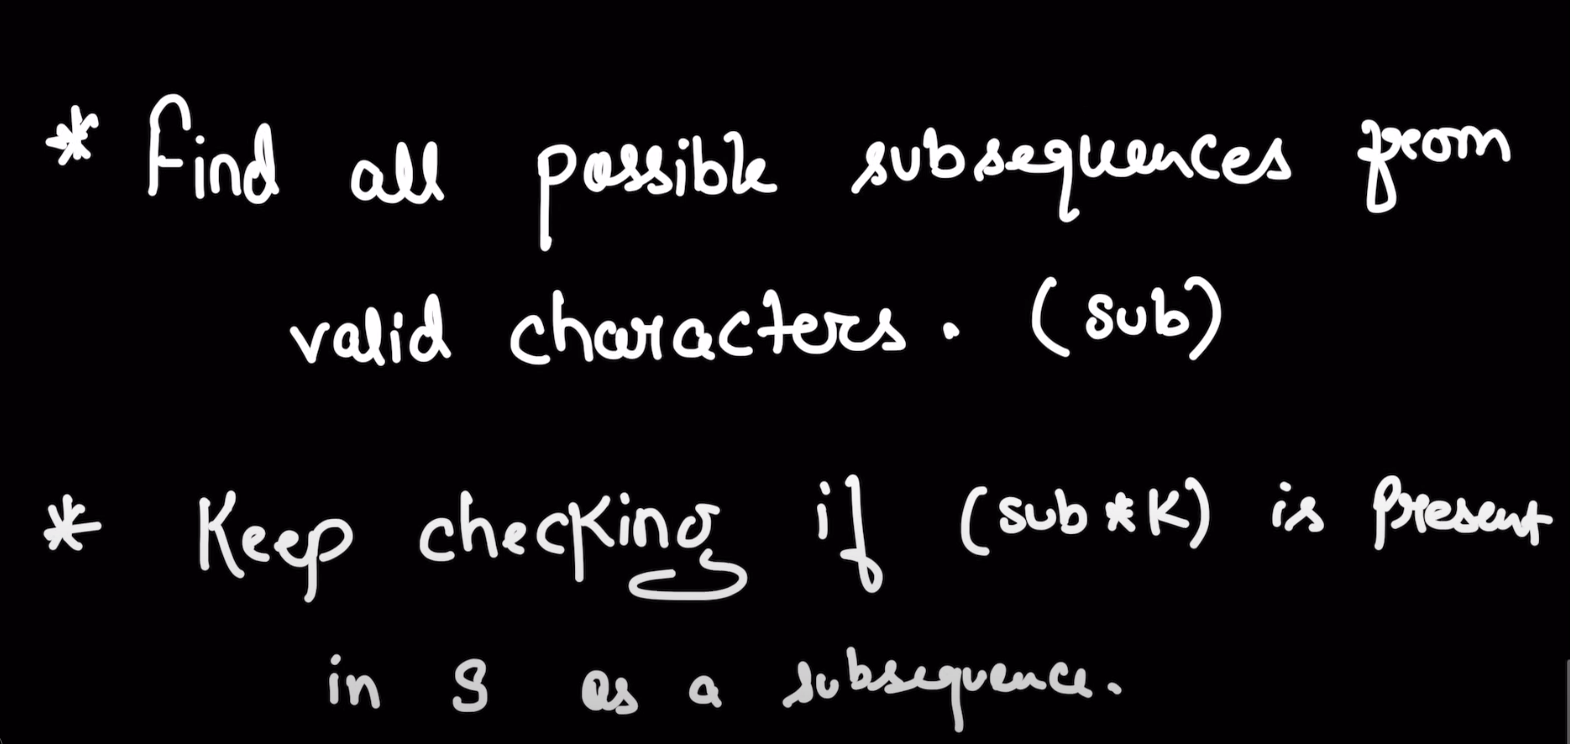 * Find all possible subsequences from
valid characters. (sub)
* Keep checking if (sub * K) is present
in S as a subsequence.